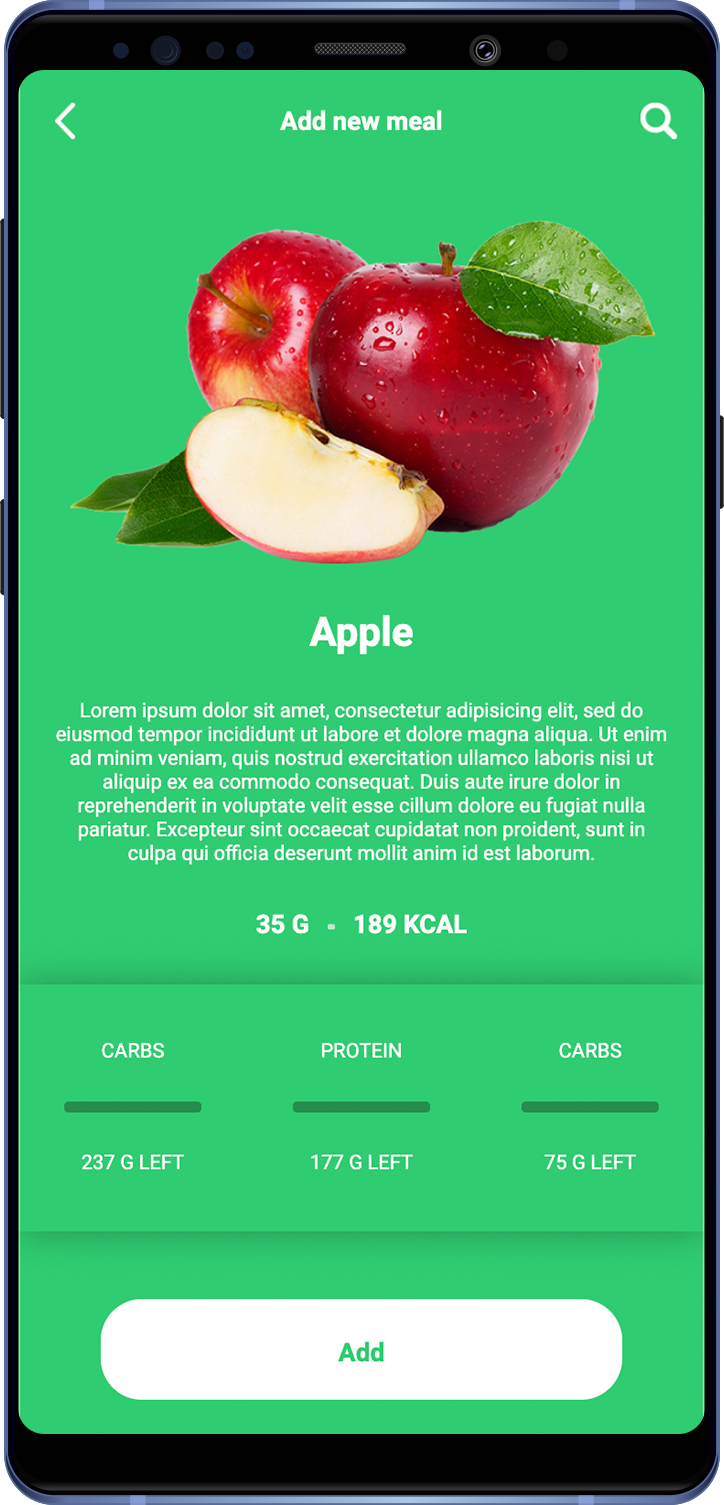 Add new meal
Apple
Lorem ipsum dolor sit amet, consectetur adipisicing elit, sed do
eiusmod tempor incididunt ut labore et dolore magna aliqua. Ut enim
ad minim veniam, quis nostrud exercitation ullamco laboris nisi ut
aliquip ex ea commodo consequat. Duis aute irure dolor in
reprehenderit in voluptate velit esse cillum dolore eu fugiat nulla
pariatur. Excepteur sint occaecat cupidatat non proident, sunt in
culpa qui officia deserunt mollit anim id est laborum.
35 G - 189 KCAL
CARBS PROTEIN CARBS
237 G LEFT 177 G LEFT 75 G LEFT
Add